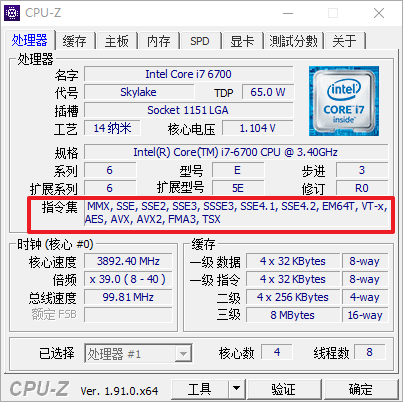 CPU-Z
处理器 缓存 主板 内存 SPD 显卡 測試分數 关于
处理器
名字 Intel Core i7 6700
代号 Skylake TDP 65.0 W
插槽 Socket 1151 LGA
工艺 14 纳米 核心电压 1.104 V
intel CORE i7 inside
规格 Intel(R) Core(TM) i7-6700 CPU @ 3.40GHz
系列 6 型号 E 步进 3
扩展系列 6 扩展型号 5E 修订 R0
指令集 MMX, SSE, SSE2, SSE3, SSSE3, SSE4.1, SSE4.2, EM64T, VT-x,
AES, AVX, AVX2, FMA3, TSX
时钟 (核心 #0)
核心速度 3892.40 MHz
倍频 x 39.0 ( 8 - 40 )
总线速度 99.81 MHz
额定 FSB
缓存
一级 数据 4 x 32 KBytes 8-way
一级 指令 4 x 32 KBytes 8-way
二级 4 x 256 KBytes 4-way
三级 8 MBytes 16-way
已选择 处理器 #1 核心数 4 线程数 8
CPU-Z Ver. 1.91.0.x64 工具 验证 确定